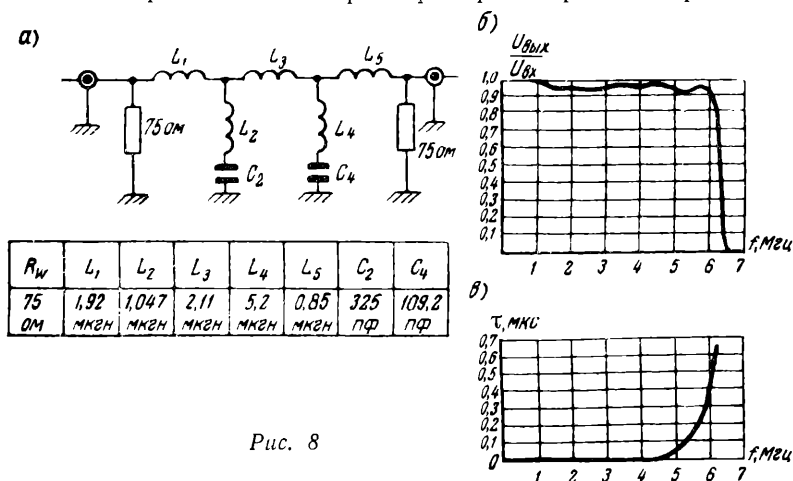 а)
L₁
L₃
L₅
75 ом
L₂
L₄
75 ом
C₂
C₄
R_W L₁ L₂ L₃ L₄ L₅ C₂ C₄
75 ом 1,92 мкгн 1,047 мкгн 2,11 мкгн 5,2 мкгн 0,85 мкгн 325 пф 109,2 пф
Рис. 8
б)
Uвых
Uвх
1,0
0,9
0,8
0,7
0,6
0,5
0,4
0,3
0,2
0,1
f, Мгц
1 2 3 4 5 6 7
в)
τ, мкс
0,7
0,6
0,5
0,4
0,3
0,2
0,1
0
f, Мгц
1 2 3 4 5 6 7